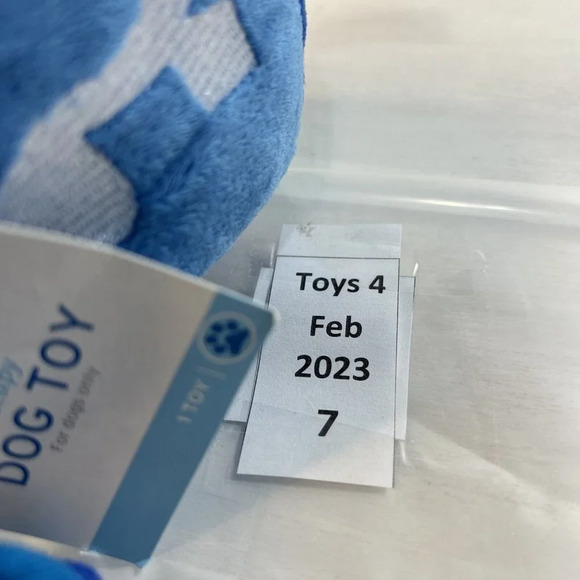 Toys 4
Feb
2023
7
DOG TOY
For dogs only
1 TOY